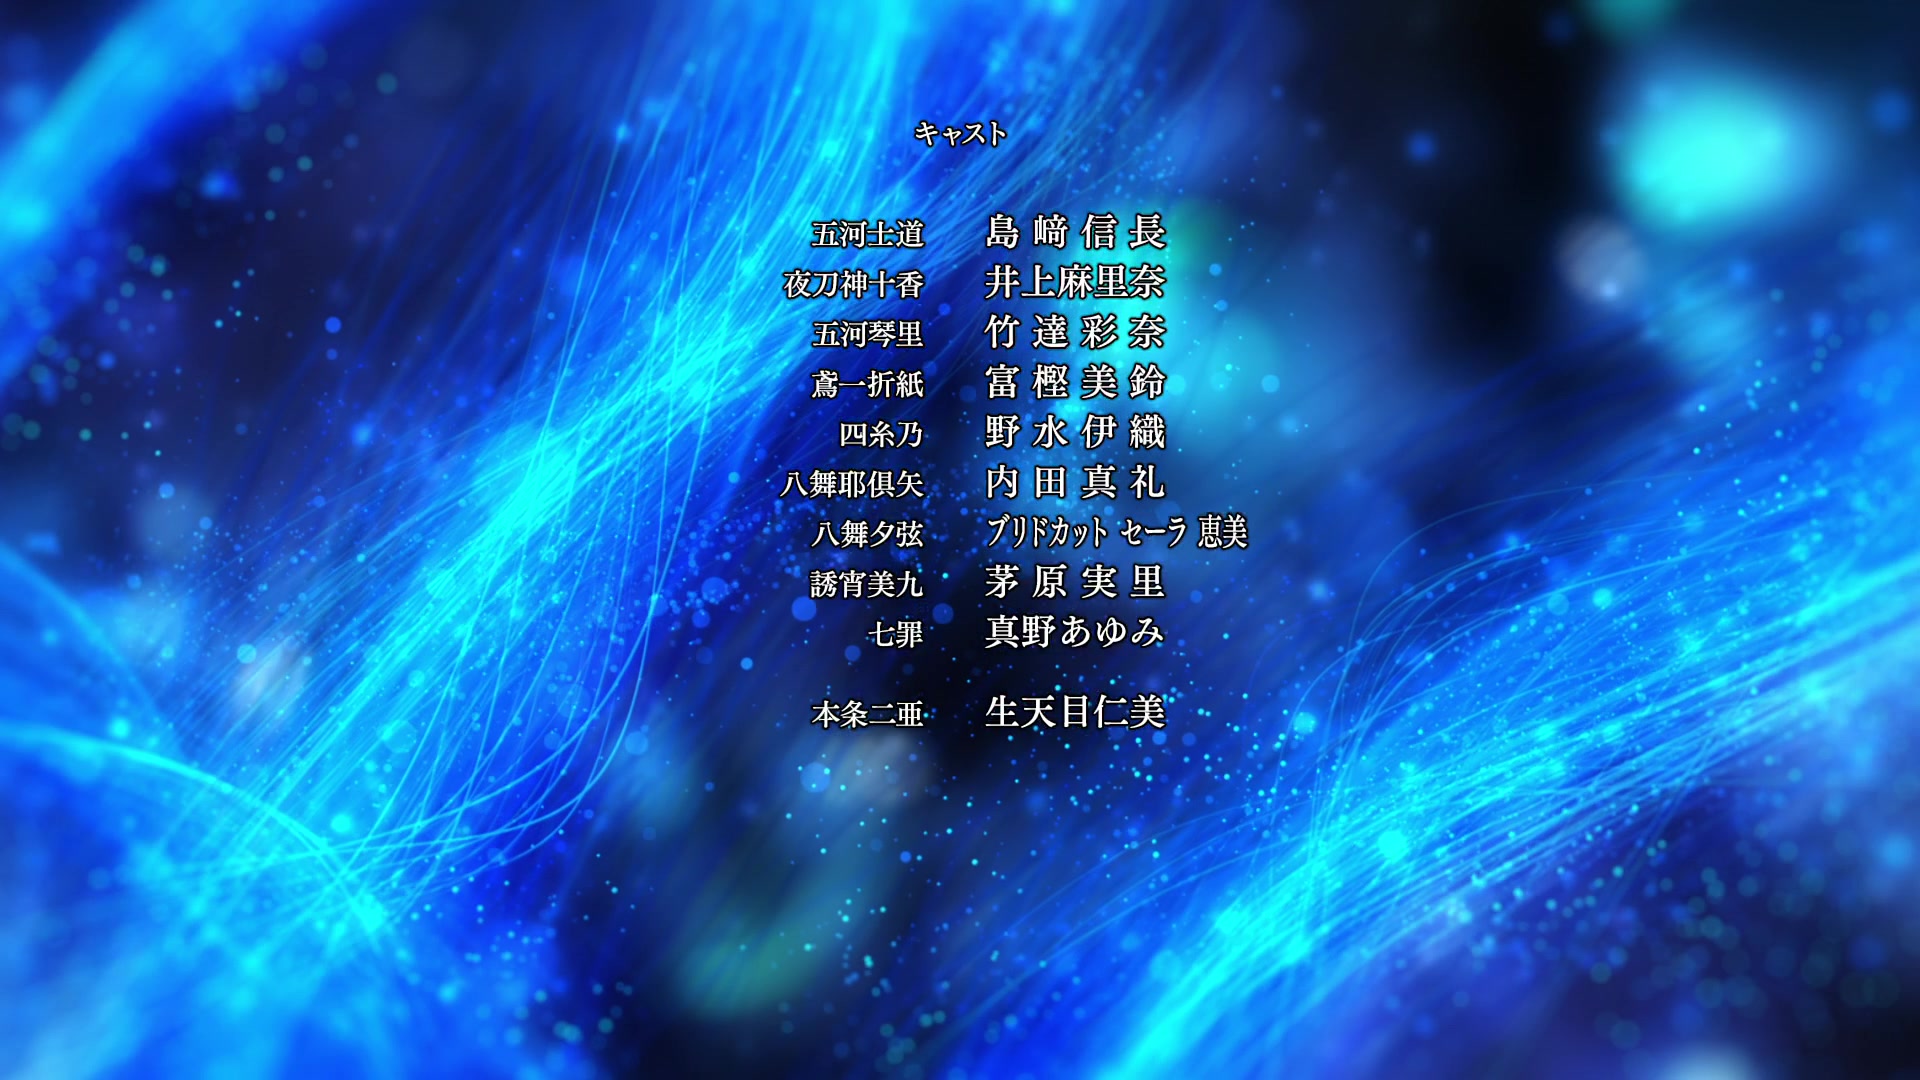 キャスト
五河士道 島﨑信長
夜刀神十香 井上麻里奈
五河琴里 竹達彩奈
鳶一折紙 富樫美鈴
四糸乃 野水伊織
八舞耶倶矢 内田真礼
八舞夕弦 ブリドカット セーラ 恵美
誘宵美九 茅原実里
七罪 真野あゆみ
本条二亜 生天目仁美